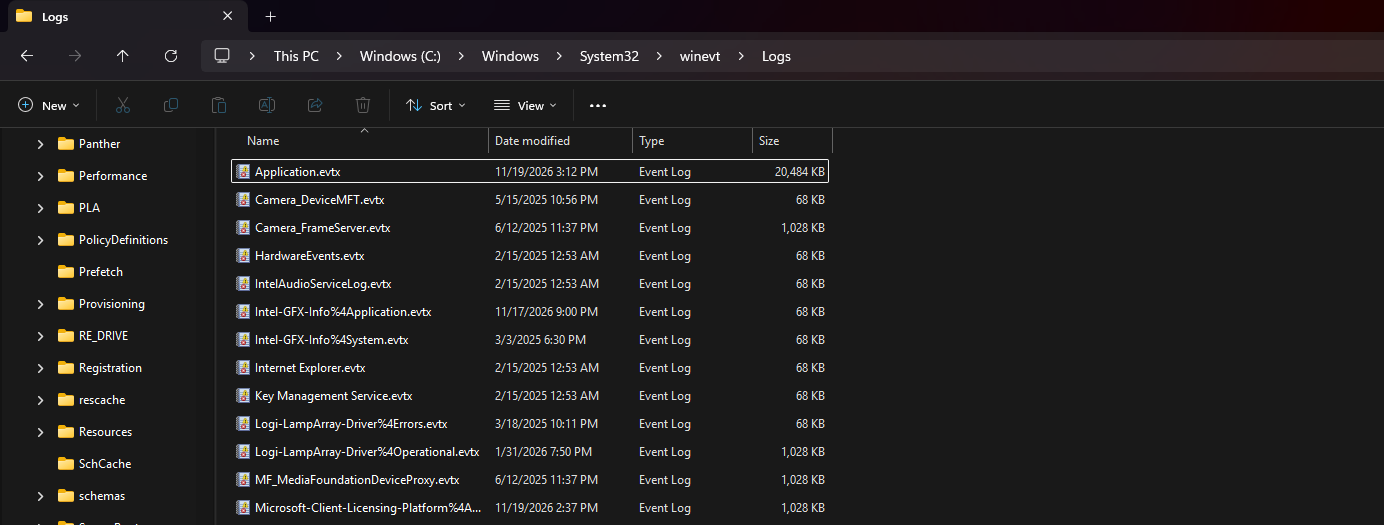 Logs
This PC > Windows (C:) > Windows > System32 > winevt > Logs
New Sort View
Name Date modified Type Size
Panther
Performance
PLA
PolicyDefinitions
Prefetch
Provisioning
RE_DRIVE
Registration
rescache
Resources
SchCache
schemas
Application.evtx 11/19/2026 3:12 PM Event Log 20,484 KB
Camera_DeviceMFT.evtx 5/15/2025 10:56 PM Event Log 68 KB
Camera_FrameServer.evtx 6/12/2025 11:37 PM Event Log 1,028 KB
HardwareEvents.evtx 2/15/2025 12:53 AM Event Log 68 KB
IntelAudioServiceLog.evtx 2/15/2025 12:53 AM Event Log 68 KB
Intel-GFX-Info%4Application.evtx 11/17/2026 9:00 PM Event Log 68 KB
Intel-GFX-Info%4System.evtx 3/3/2025 6:30 PM Event Log 68 KB
Internet Explorer.evtx 2/15/2025 12:53 AM Event Log 68 KB
Key Management Service.evtx 2/15/2025 12:53 AM Event Log 68 KB
Logi-LampArray-Driver%4Errors.evtx 3/18/2025 10:11 PM Event Log 68 KB
Logi-LampArray-Driver%4Operational.evtx 1/31/2026 7:50 PM Event Log 1,028 KB
MF_MediaFoundationDeviceProxy.evtx 6/12/2025 11:37 PM Event Log 1,028 KB
Microsoft-Client-Licensing-Platform%4A... 11/19/2026 2:37 PM Event Log 1,028 KB